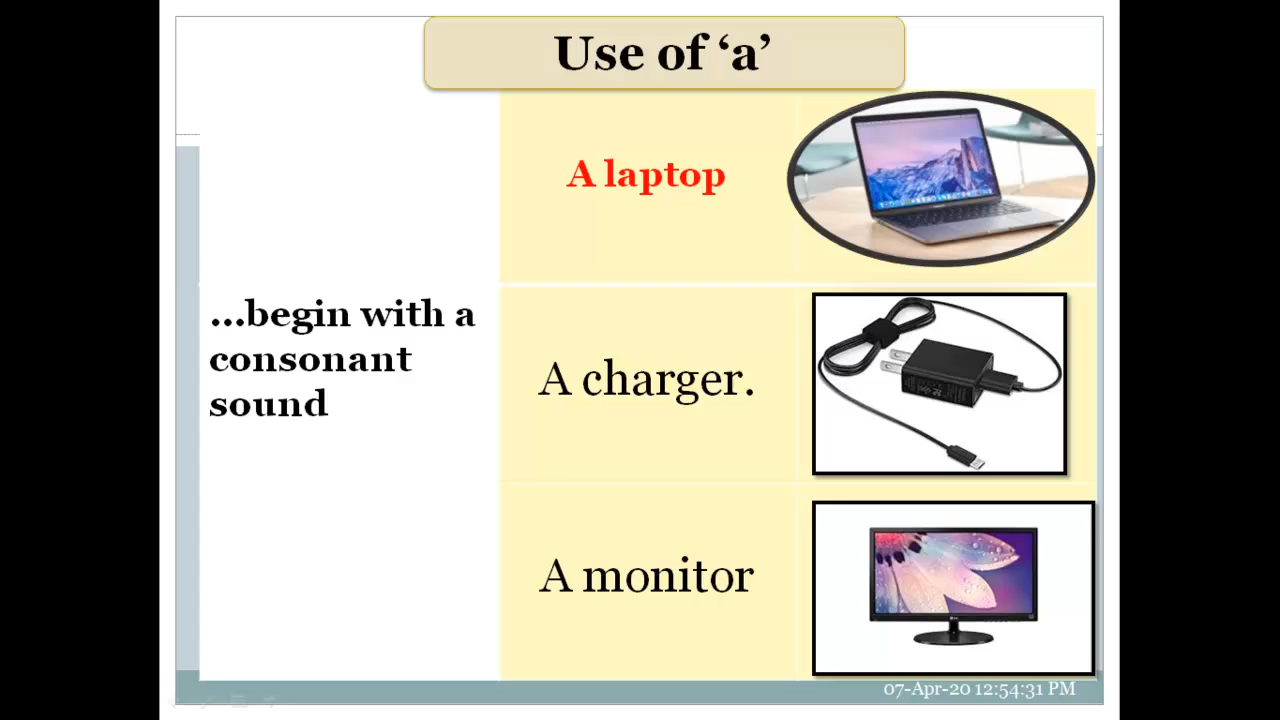 Use of ‘a’
A laptop
...begin with a
consonant
sound
A charger.
A monitor
07-Apr-20 12:54:31 PM